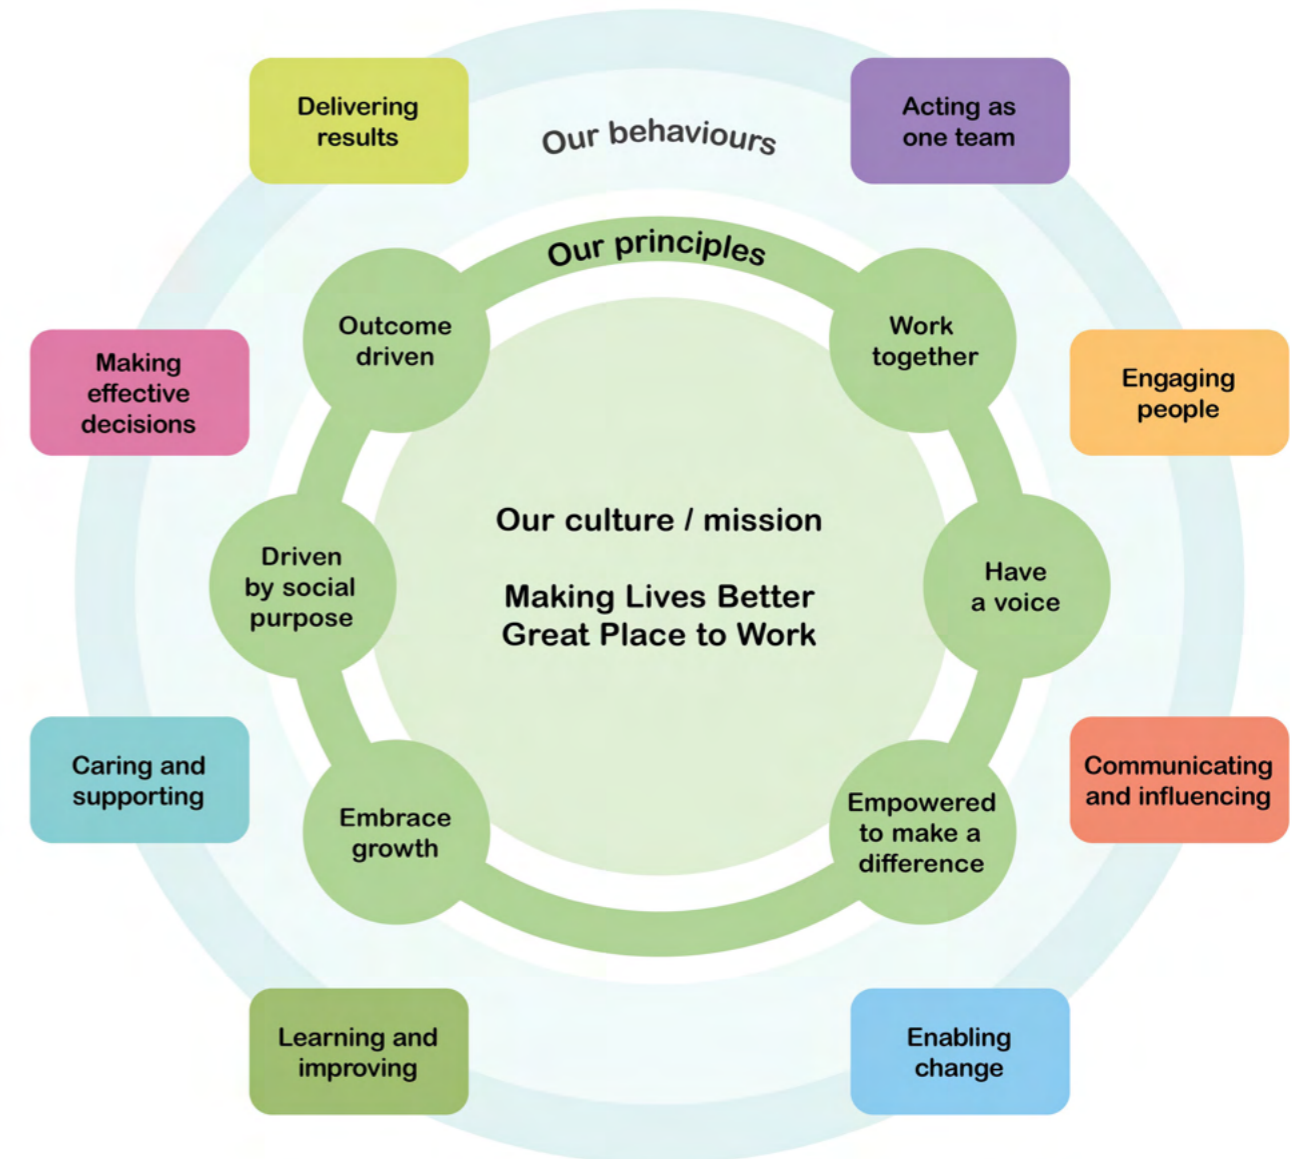 Delivering
results
Our behaviours
Acting as
one team
Our principles
Outcome
driven
Work
together
Making
effective
decisions
Engaging
people
Our culture / mission
Making Lives Better
Great Place to Work
Driven
by social
purpose
Have
a voice
Caring and
supporting
Communicating
and influencing
Embrace
growth
Empowered
to make a
difference
Learning and
improving
Enabling
change